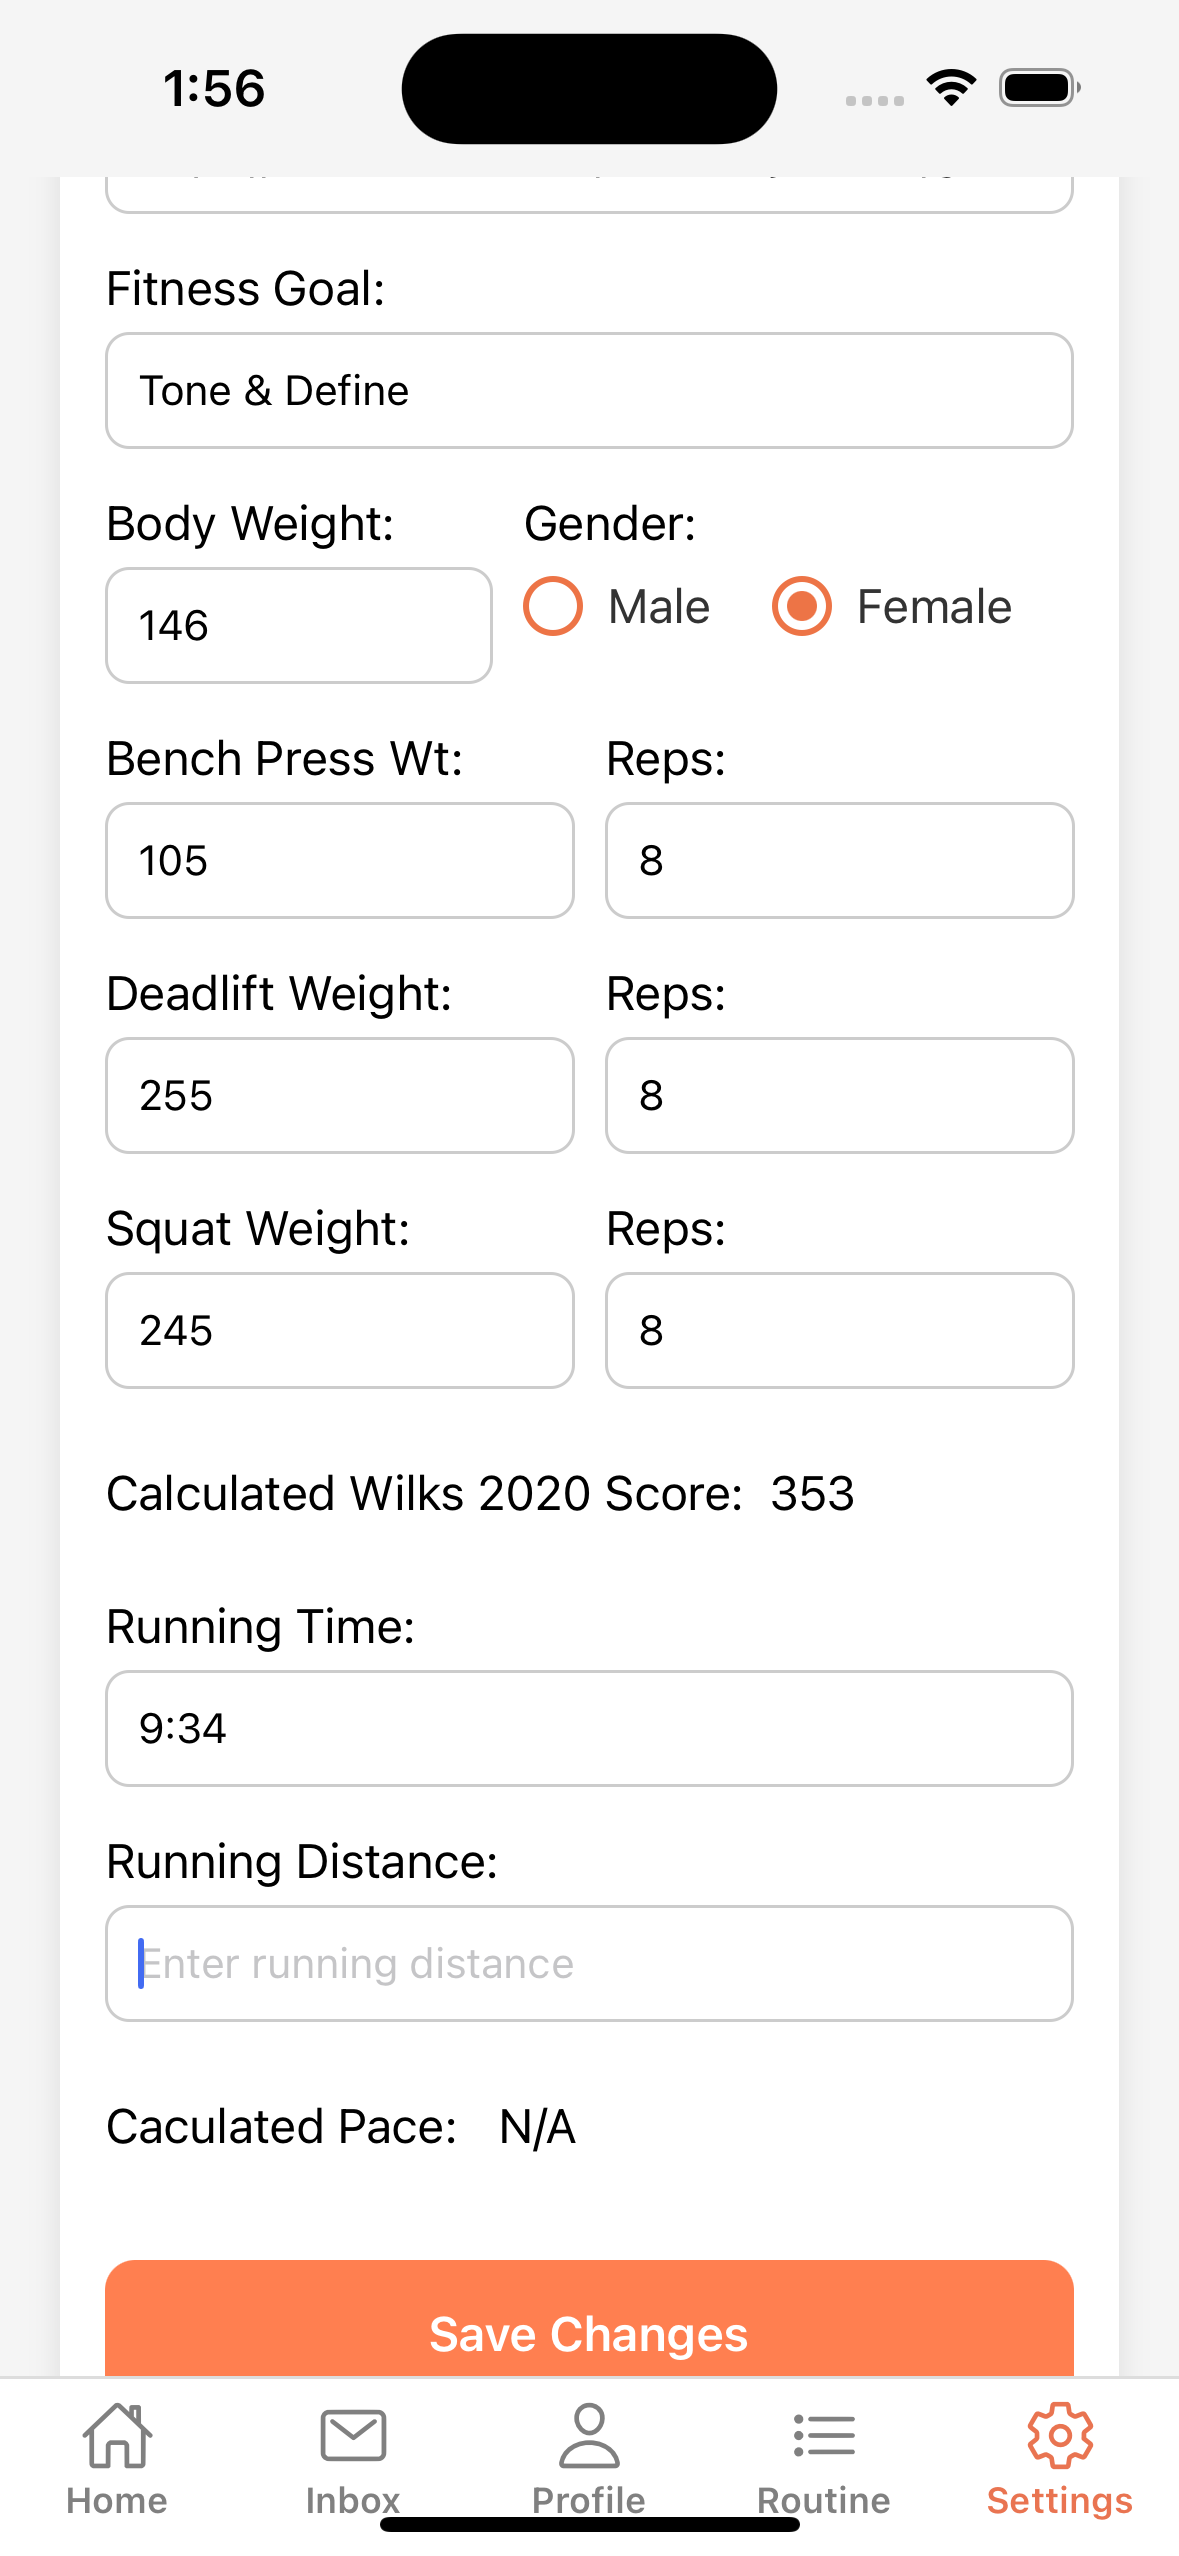 1:56
Fitness Goal:
Tone & Define
Body Weight: Gender:
146 Male Female
Bench Press Wt: Reps:
105 8
Deadlift Weight: Reps:
255 8
Squat Weight: Reps:
245 8
Calculated Wilks 2020 Score: 353
Running Time:
9:34
Running Distance:
Enter running distance
Caculated Pace: N/A
Save Changes
Home Inbox Profile Routine Settings